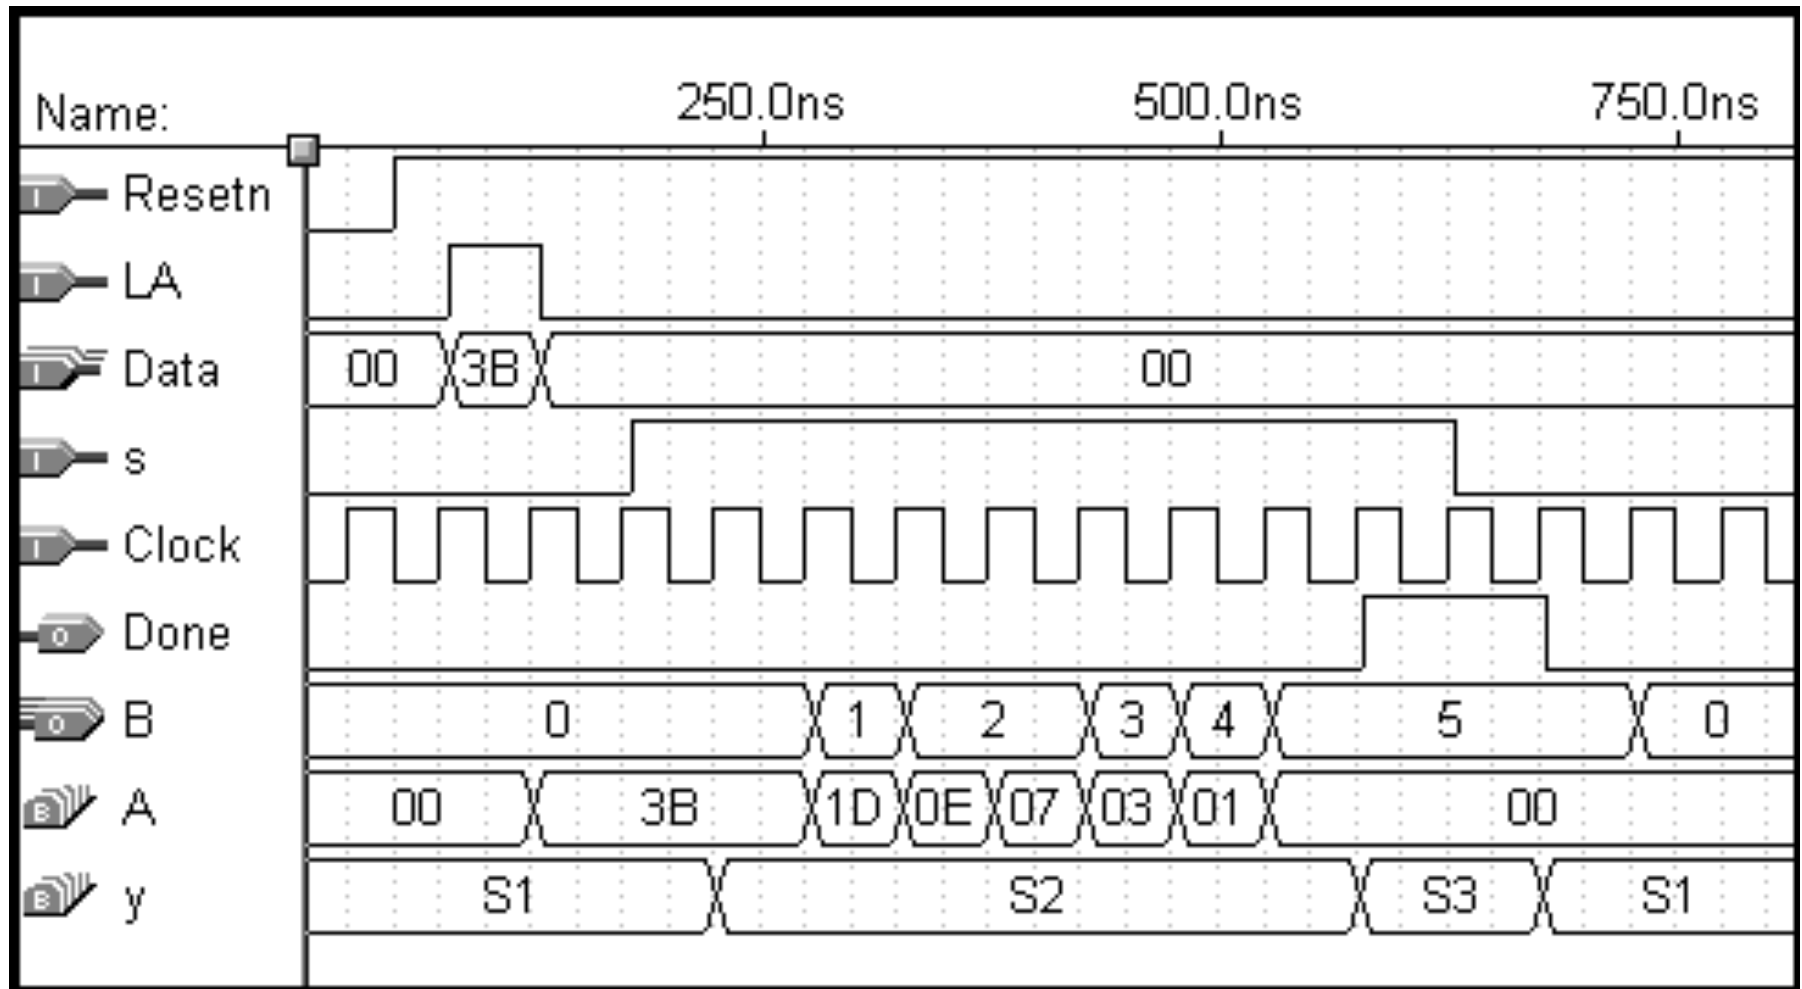 Name: 250.0ns 500.0ns 750.0ns
I Resetn
I LA
I Data 00 3B 00
I s
I Clock
O Done
O B 0 1 2 3 4 5 0
B A 00 3B 1D 0E 07 03 01 00
B y S1 S2 S3 S1